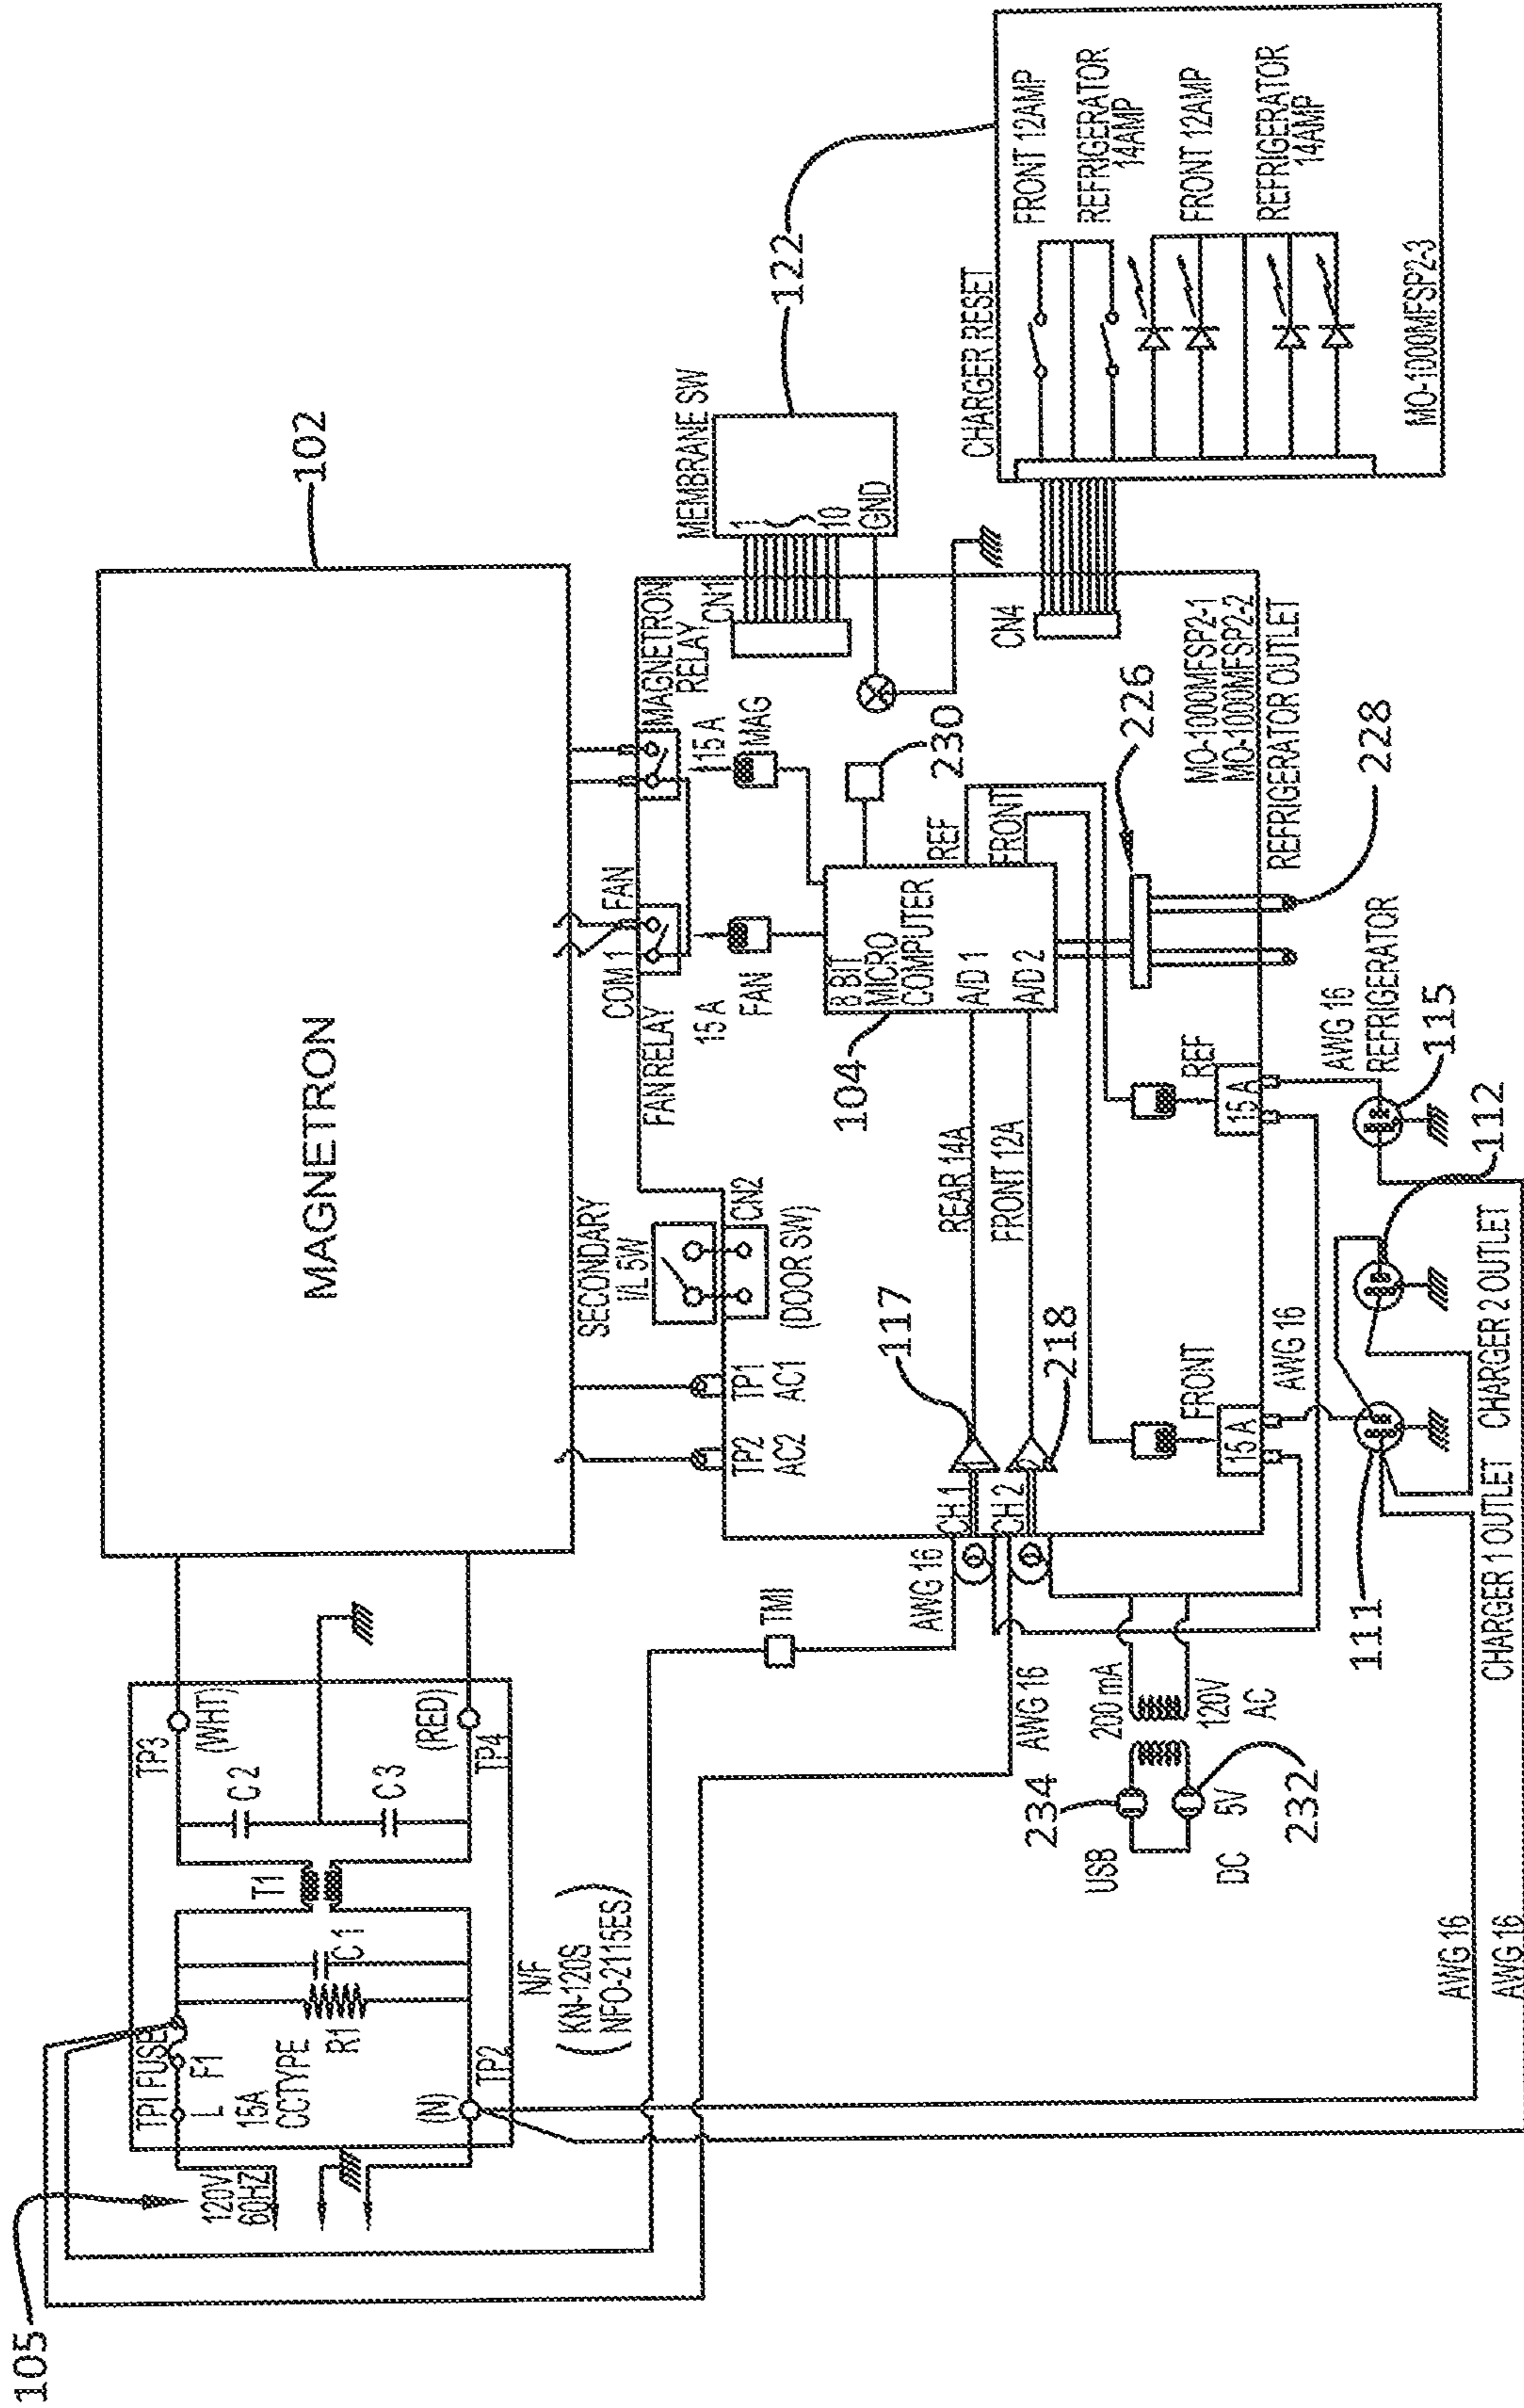 105
120V
60HZ
TP1 FUSE
L F1
15A
CCTYPE
R1
C1
(N)
TP2
T1
C2
C3
TP3
(WHT)
(RED)
TP4
N/F
KN-120S
NFO-2115ES
MAGNETRON
102
TMI
AWG 16
AWG 16
TP2
AC2
TP1
AC1
SECONDARY
I/L 5W
CN2
(DOOR SW)
COM 1
FAN
FAN RELAY
15 A
FAN
MAGNETRON
RELAY
15 A
MAG
CN1
MEMBRANE SW
1
10
GND
122
8 BIT
MICRO
COMPUTER
A/D 1
A/D 2
104
230
REF
FRONT
REAR 14A
FRONT 12A
117
218
CH 1
CH 2
CN4
CHARGER RESET
FRONT 12AMP
REFRIGERATOR
14AMP
FRONT 12AMP
REFRIGERATOR
14AMP
MO-1000MFSP2-3
MO-1000MFSP2-1
MO-1000MFSP2-2
REFRIGERATOR OUTLET
226
228
REF
15 A
FRONT
15 A
AWG 16
AWG 16
REFRIGERATOR
115
112
111
CHARGER 1 OUTLET
CHARGER 2 OUTLET
200 mA
120V
AC
234
232
USB
5V
DC
AWG 16
AWG 16